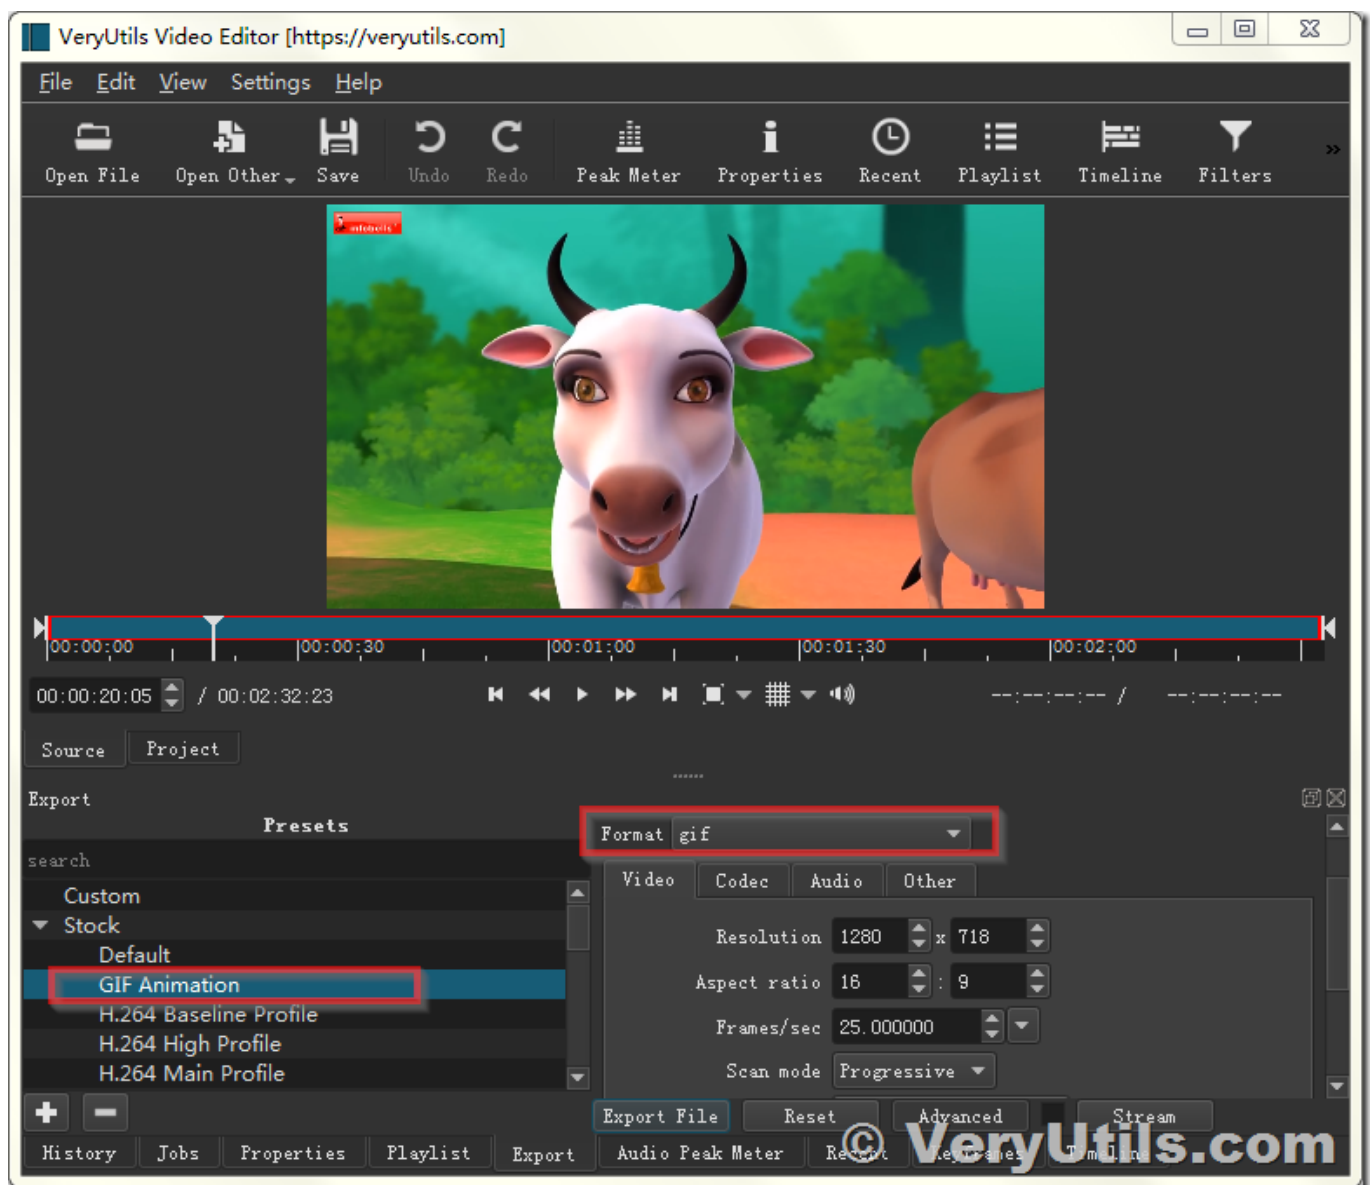 VeryUtils Video Editor [https://veryutils.com]
File Edit View Settings Help
Open File Open Other Save Undo Redo Peak Meter Properties Recent Playlist Timeline Filters »
infobells
00:00:00 00:00:30 00:01:00 00:01:30 00:02:00
00:00:20:05 / 00:02:32:23 --:--:--:-- / --:--:--:--
Source Project
Export
Presets
Format gif
search
Video Codec Audio Other
Custom
Stock
Resolution 1280 x 718
Default
Aspect ratio 16 : 9
GIF Animation
H.264 Baseline Profile
Frames/sec 25.000000
H.264 High Profile
H.264 Main Profile
Scan mode Progressive
Export File Reset Advanced Stream
History Jobs Properties Playlist Export Audio Peak Meter Recent Keyframes Timeline
© VeryUtils.com